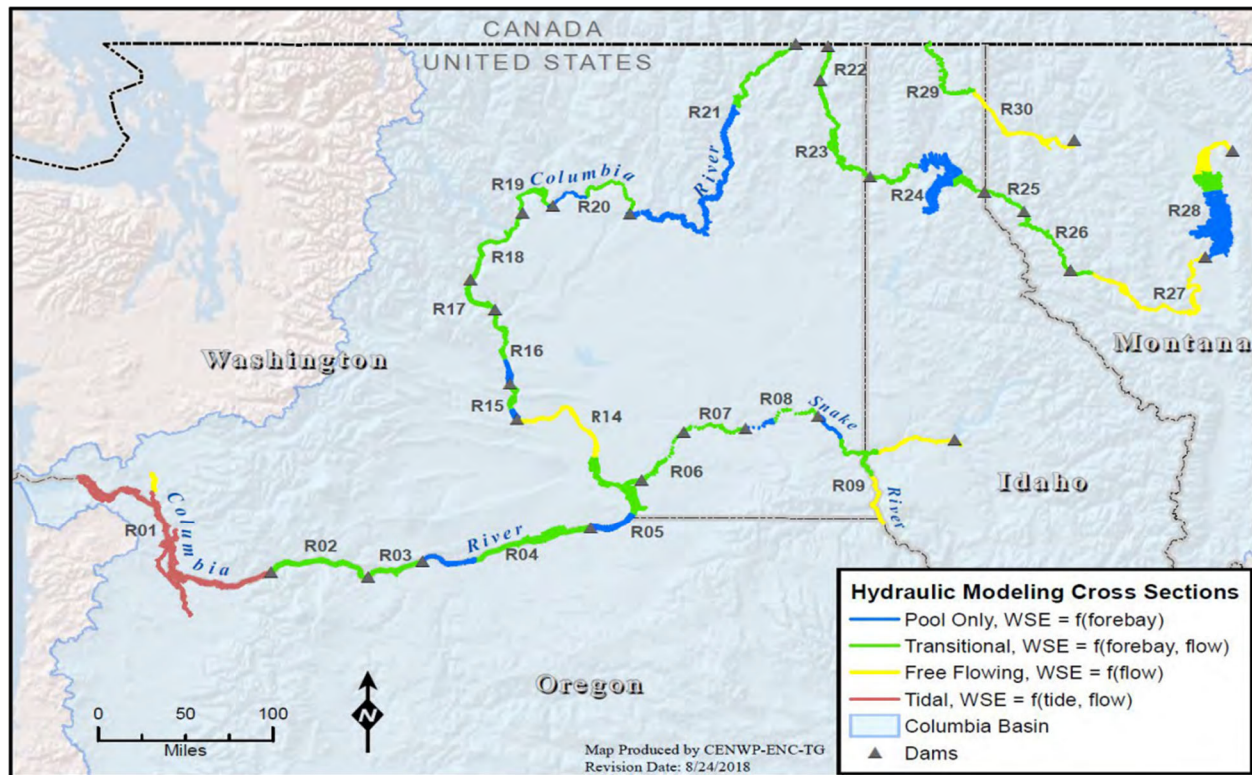 CANADA
UNITED STATES
R22
R29
R30
R21
R23
R19
Columbia
R20
River
R24
R25
R28
R26
R18
R27
R17
Montana
Washington
R16
R15
R14
R08
Snake
R07
R06
R09
Idaho
River
R01
Columbia
R02
R03
River
R04
R05
Oregon
N
0 50 100
Miles
Map Produced by CENWP-ENC-TG
Revision Date: 8/24/2018
Hydraulic Modeling Cross Sections
Pool Only, WSE = f(forebay)
Transitional, WSE = f(forebay, flow)
Free Flowing, WSE = f(flow)
Tidal, WSE = f(tide, flow)
Columbia Basin
Dams